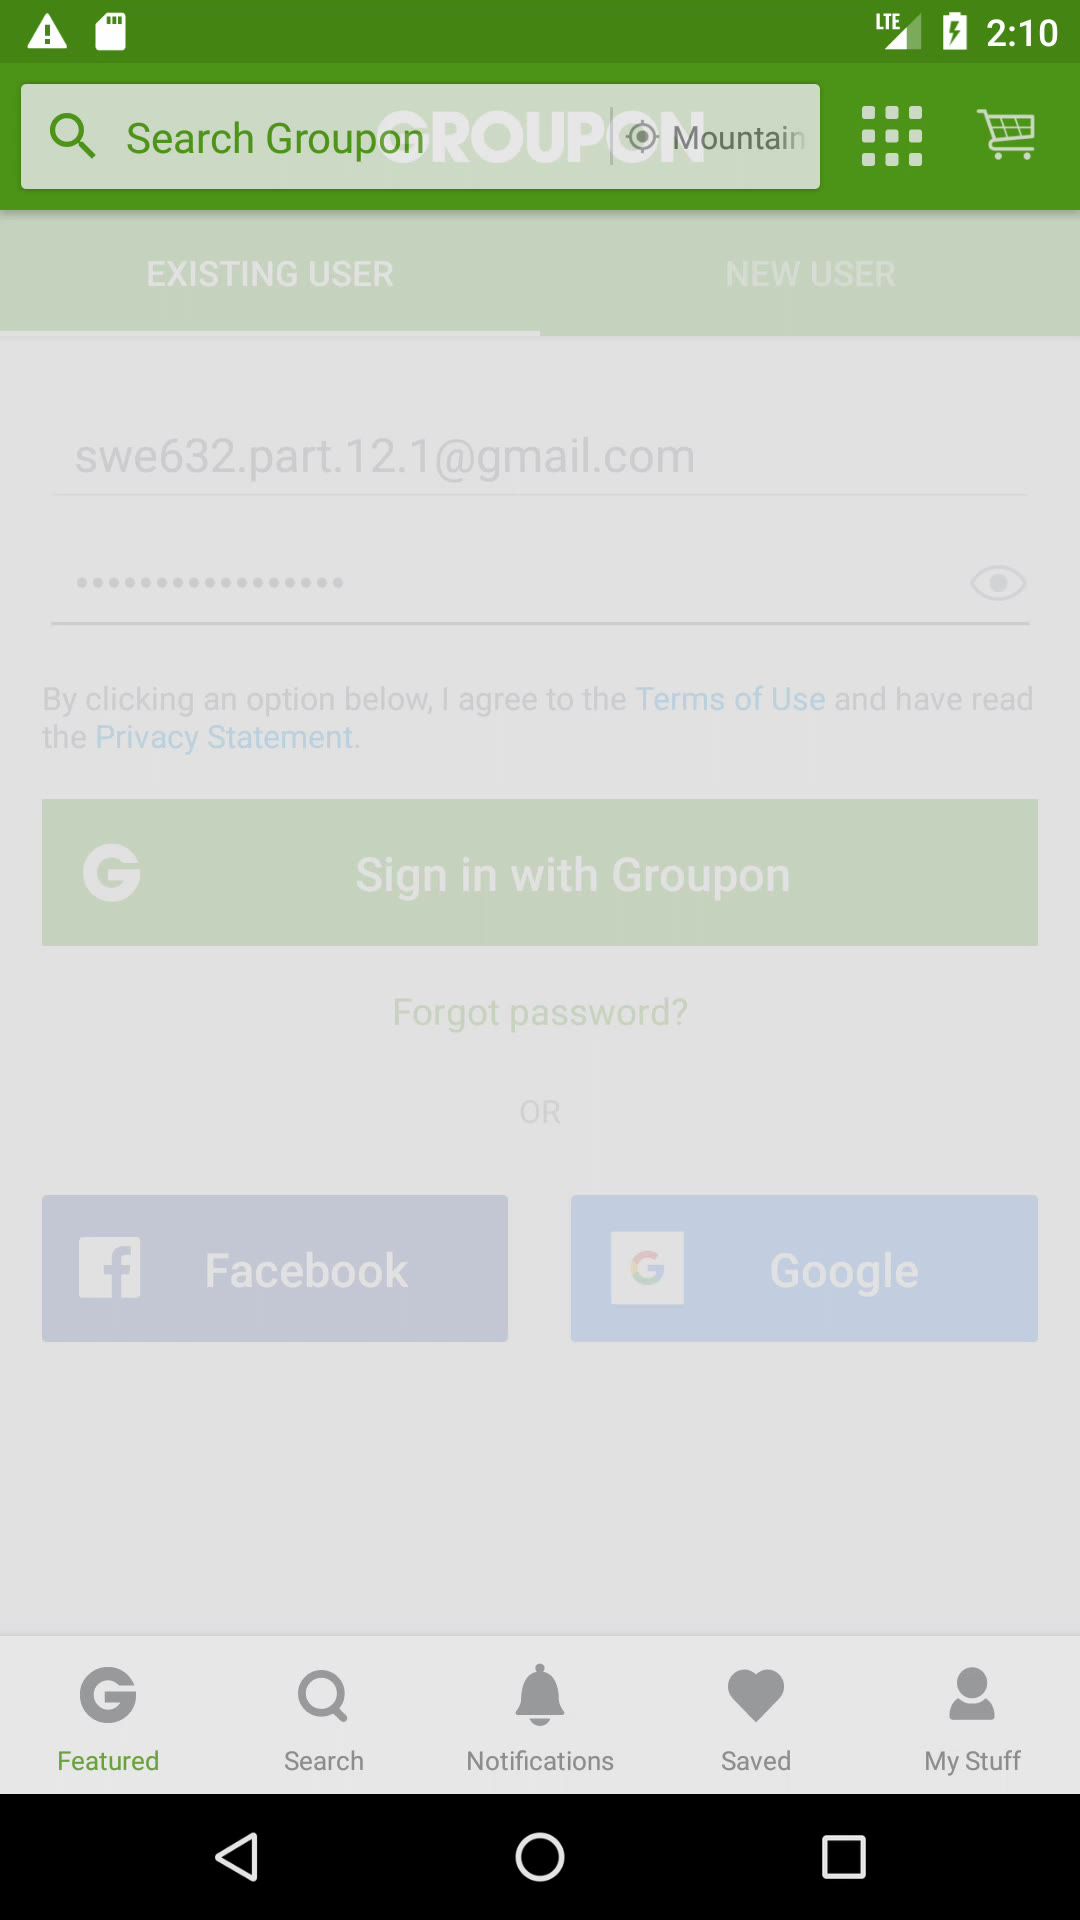 LTE 2:10
Search Groupon GROUPON Mountain
EXISTING USER NEW USER
swe632.part.12.1@gmail.com
•••••••••••••••••
By clicking an option below, I agree to the Terms of Use and have read
the Privacy Statement.
G Sign in with Groupon
Forgot password?
OR
Facebook G Google
Featured Search Notifications Saved My Stuff